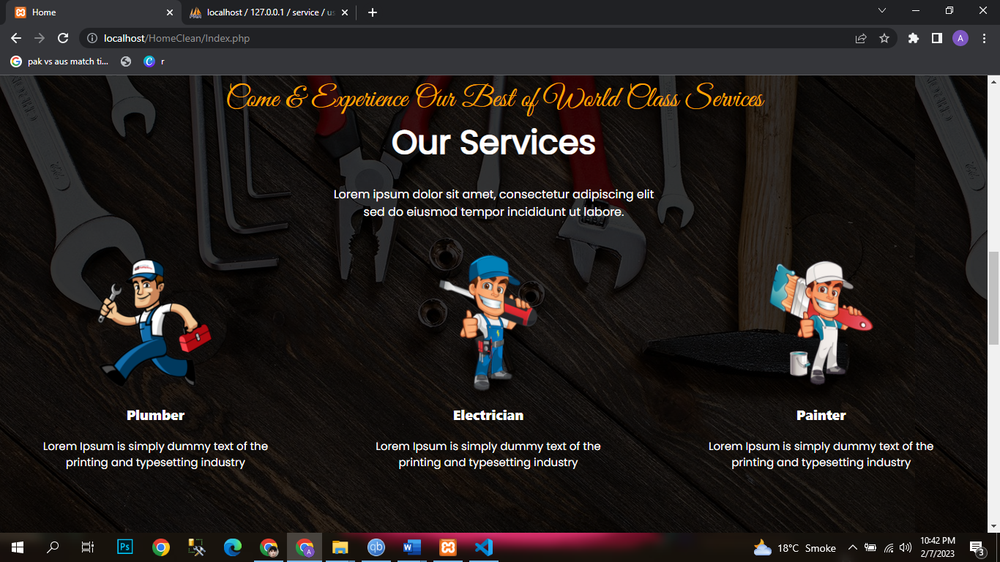 Home
localhost / 127.0.0.1 / service / us
localhost/HomeClean/Index.php
A
pak vs aus match ti...
r
Come & Experience Our Best of World Class Services
Our Services
Lorem ipsum dolor sit amet, consectetur adipiscing elit
sed do eiusmod tempor incididunt ut labore.
Plumber
Electrician
Painter
Lorem Ipsum is simply dummy text of the
printing and typesetting industry
Lorem Ipsum is simply dummy text of the
printing and typesetting industry
Lorem Ipsum is simply dummy text of the
printing and typesetting industry
Ps
A
qb
W
18°C Smoke
10:42 PM
2/7/2023
3